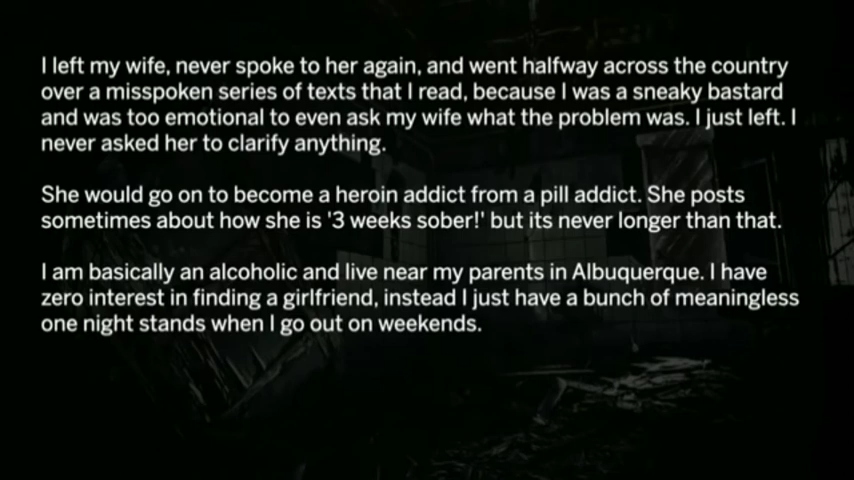 I left my wife, never spoke to her again, and went halfway across the country
over a misspoken series of texts that I read, because I was a sneaky bastard
and was too emotional to even ask my wife what the problem was. I just left. I
never asked her to clarify anything.
She would go on to become a heroin addict from a pill addict. She posts
sometimes about how she is '3 weeks sober!' but its never longer than that.
I am basically an alcoholic and live near my parents in Albuquerque. I have
zero interest in finding a girlfriend, instead I just have a bunch of meaningless
one night stands when I go out on weekends.